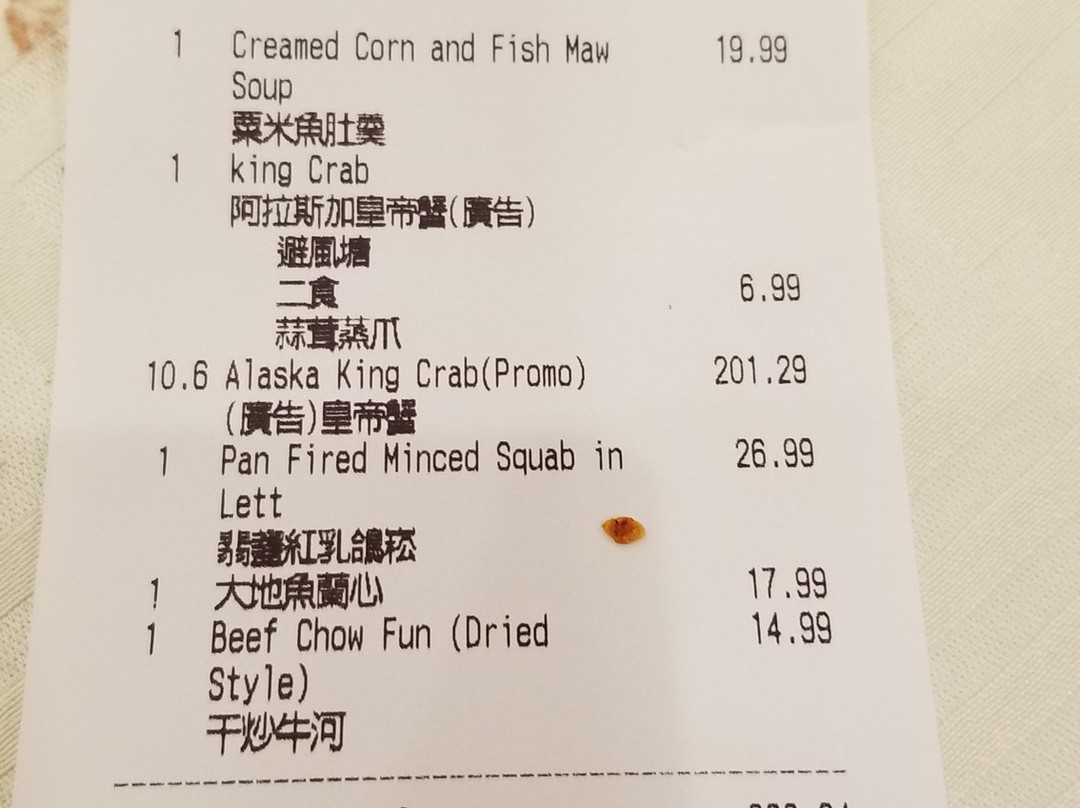 1 Creamed Corn and Fish Maw 19.99
Soup
粟米魚肚羹
1 king Crab
阿拉斯加皇帝蟹(廣告)
避風塘
二食 6.99
蒜茸蒸爪
10.6 Alaska King Crab(Promo) 201.29
(廣告)皇帝蟹
1 Pan Fired Minced Squab in 26.99
Lett
紅乳鴿崧
1 大地魚蘭心 17.99
1 Beef Chow Fun (Dried 14.99
Style)
干炒牛河